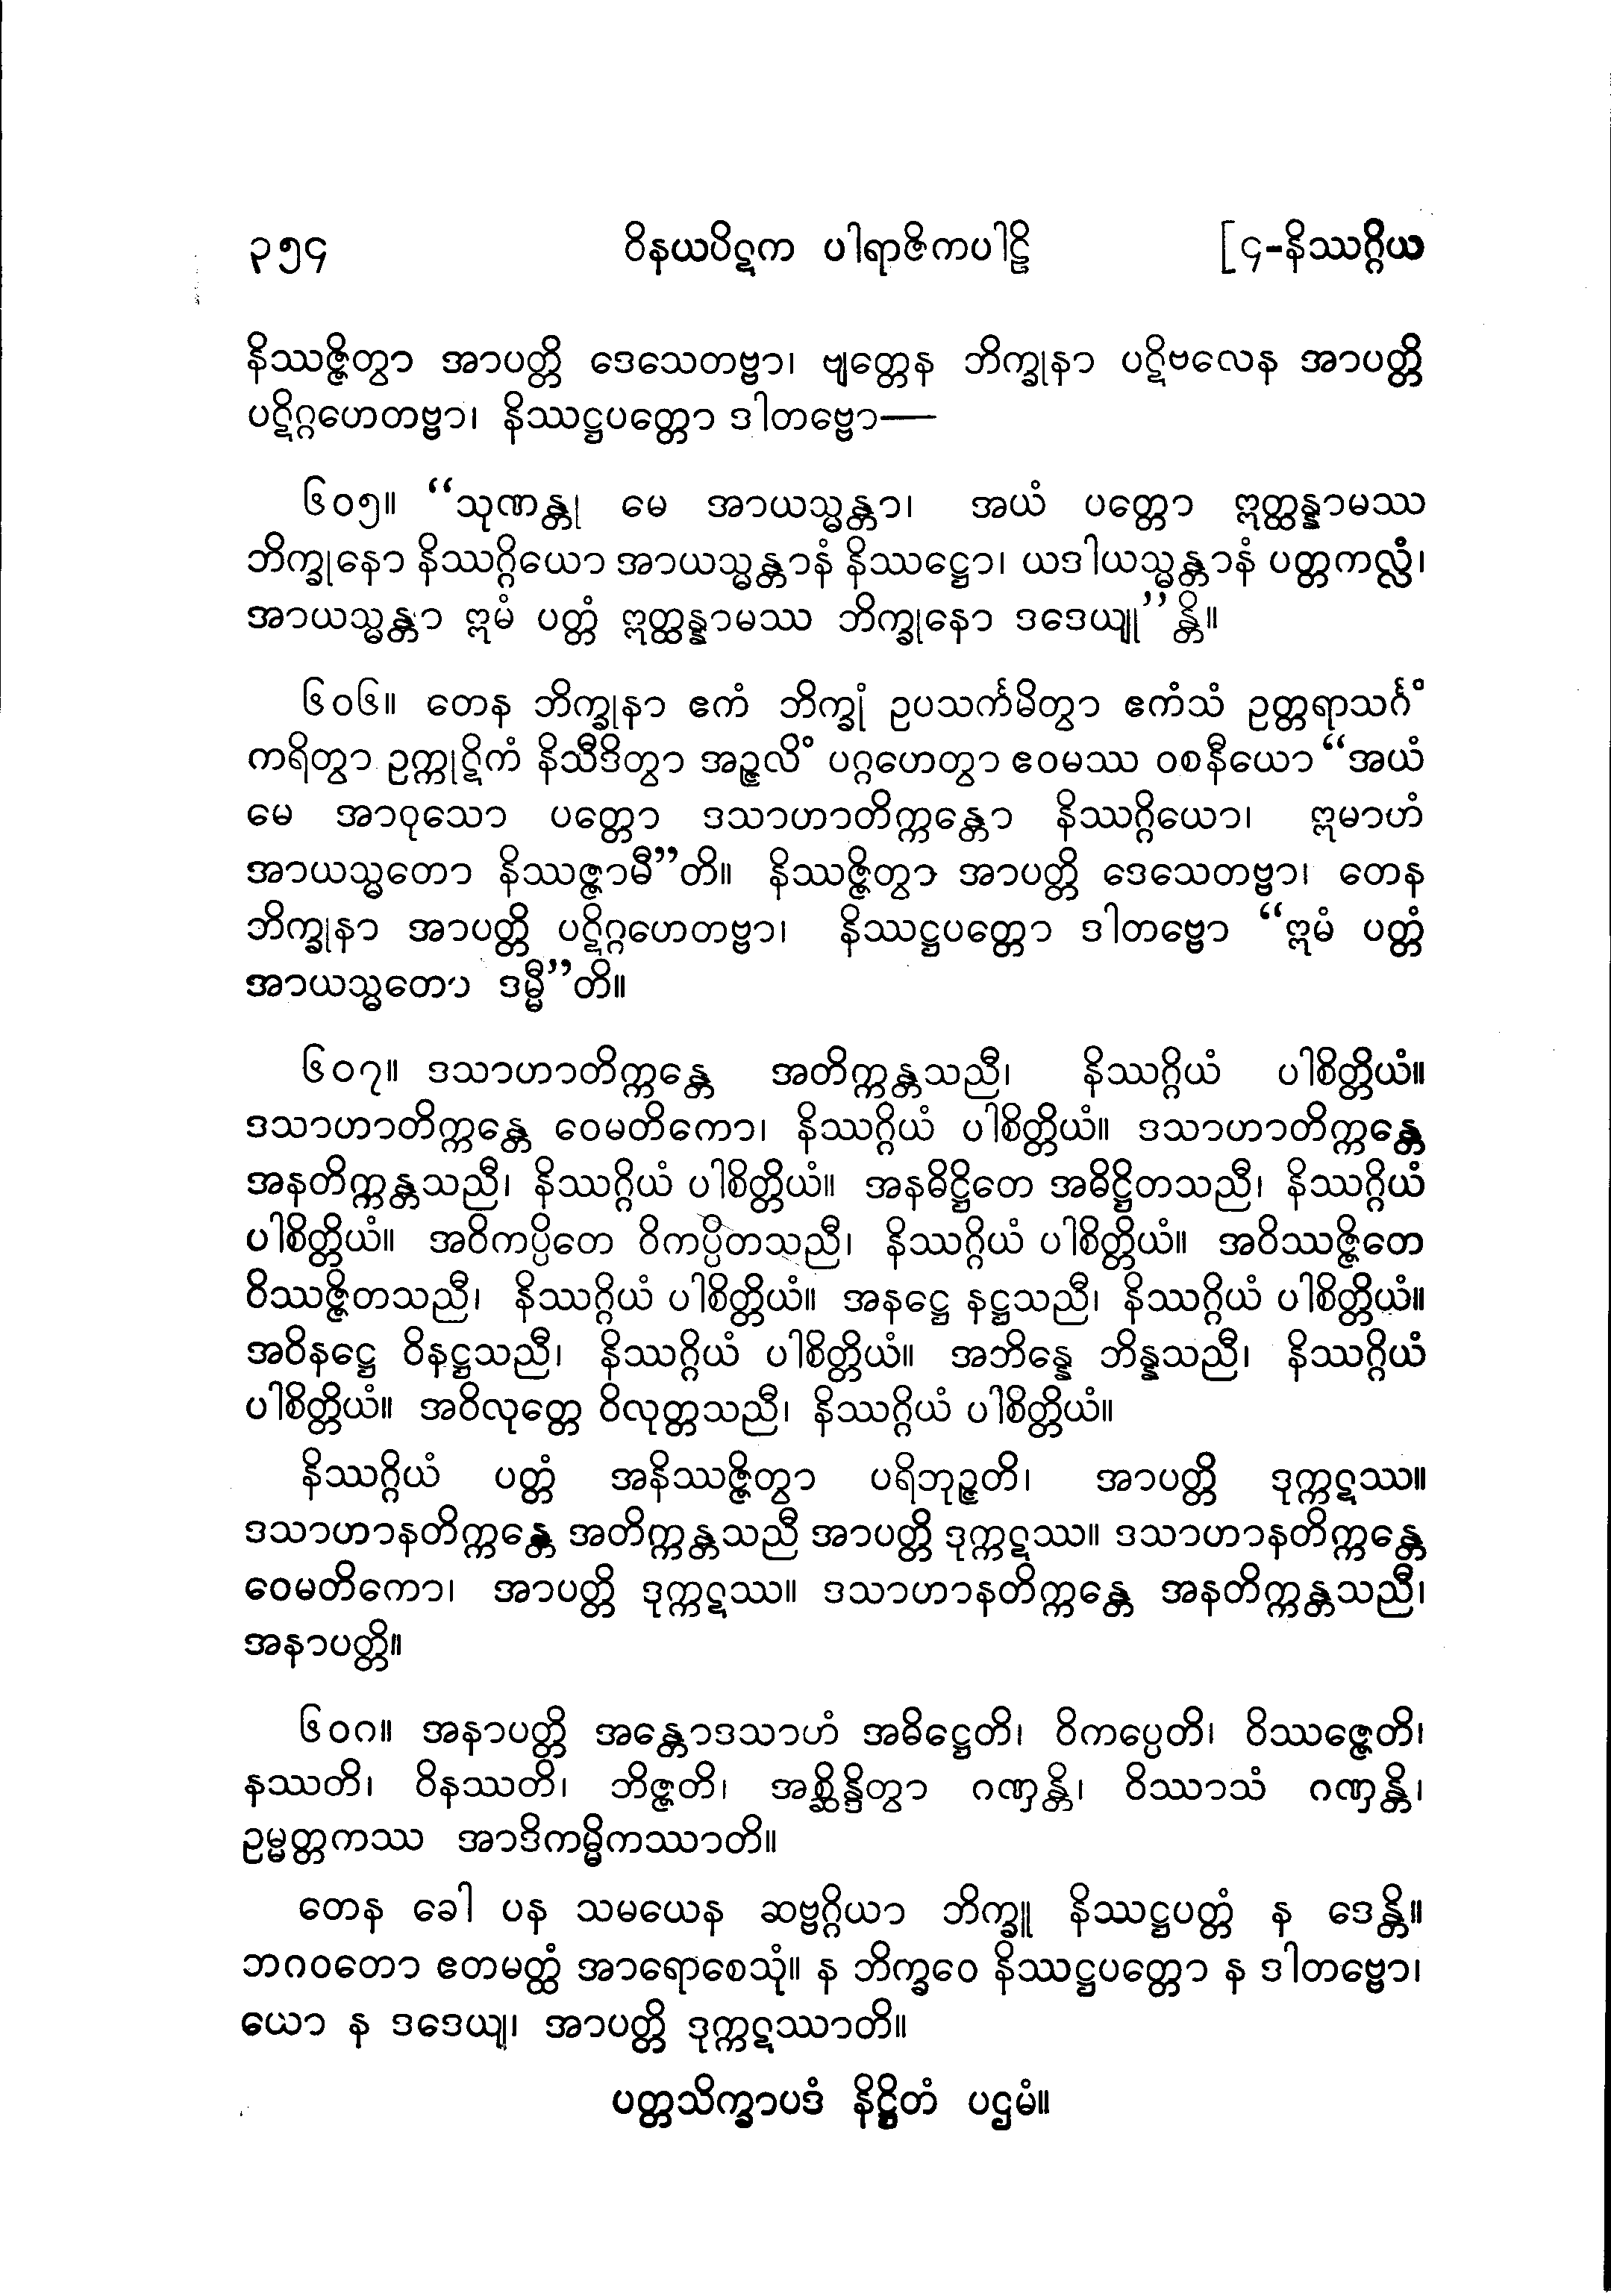 ၃၅၄ ဝိနယပိဋက ပါရာဇိကပါဠိ [၄-နိဿဂ္ဂိယ
နိဿဇ္ဇိတွာ အာပတ္တိ ဒေသေတဗ္ဗာ၊ ဗျတ္တေန ဘိက္ခုနာ ပဋိဗလေန အာပတ္တိ
ပဋိဂ္ဂဟေတဗ္ဗာ၊ နိဿဋ္ဌပတ္တော ဒါတဗ္ဗော—
၆၀၅။ “သုဏန္တု မေ အာယသ္မန္တာ၊ အယံ ပတ္တော ဣတ္ထန္နာမဿ
ဘိက္ခုနော နိဿဂ္ဂိယော အာယသ္မန္တာနံ နိဿဋ္ဌော၊ ယဒါယသ္မန္တာနံ ပတ္တကလ္လံ၊
အာယသ္မန္တာ ဣမံ ပတ္တံ ဣတ္ထန္နာမဿ ဘိက္ခုနော ဒဒေယျု”န္တိ။
၆၀၆။ တေန ဘိက္ခုနာ ဧကံ ဘိက္ခုံ ဥပသင်္ကမိတွာ ဧကံသံ ဥတ္တရာသင်္ဂံ
ကရိတွာ ဥက္ကုဋိကံ နိသီဒိတွာ အဉ္ဇလိံ ပဂ္ဂဟေတွာ ဧဝမဿ ဝစနီယော “အယံ
မေ အာဝုသော ပတ္တော ဒသာဟာတိက္ကန္တော နိဿဂ္ဂိယော၊ ဣမာဟံ
အာယသ္မတော နိဿဇ္ဇာမီ”တိ။ နိဿဇ္ဇိတွာ အာပတ္တိ ဒေသေတဗ္ဗာ၊ တေန
ဘိက္ခုနာ အာပတ္တိ ပဋိဂ္ဂဟေတဗ္ဗာ၊ နိဿဋ္ဌပတ္တော ဒါတဗ္ဗော “ဣမံ ပတ္တံ
အာယသ္မတော ဒမ္မီ”တိ။
၆၀၇။ ဒသာဟာတိက္ကန္တေ အတိက္ကန္တသညီ၊ နိဿဂ္ဂိယံ ပါစိတ္တိယံ။
ဒသာဟာတိက္ကန္တေ ဝေမတိကော၊ နိဿဂ္ဂိယံ ပါစိတ္တိယံ။ ဒသာဟာတိက္ကန္တေ
အနတိက္ကန္တသညီ၊ နိဿဂ္ဂိယံ ပါစိတ္တိယံ။ အနဓိဋ္ဌိတေ အဓိဋ္ဌိတသညီ၊ နိဿဂ္ဂိယံ
ပါစိတ္တိယံ။ အဝိကပ္ပိတေ ဝိကပ္ပိတသညီ၊ နိဿဂ္ဂိယံ ပါစိတ္တိယံ။ အဝိဿဇ္ဇိတေ
ဝိဿဇ္ဇိတသညီ၊ နိဿဂ္ဂိယံ ပါစိတ္တိယံ။ အနဋ္ဌေ နဋ္ဌသညီ၊ နိဿဂ္ဂိယံ ပါစိတ္တိယံ။
အဝိနဋ္ဌေ ဝိနဋ္ဌသညီ၊ နိဿဂ္ဂိယံ ပါစိတ္တိယံ။ အဘိန္နေ ဘိန္နသညီ၊ နိဿဂ္ဂိယံ
ပါစိတ္တိယံ။ အဝိလုတ္တေ ဝိလုတ္တသညီ၊ နိဿဂ္ဂိယံ ပါစိတ္တိယံ။
နိဿဂ္ဂိယံ ပတ္တံ အနိဿဇ္ဇိတွာ ပရိဘုဉ္ဇတိ၊ အာပတ္တိ ဒုက္ကဋဿ။
ဒသာဟာနတိက္ကန္တေ အတိက္ကန္တသညီ အာပတ္တိ ဒုက္ကဋဿ။ ဒသာဟာနတိက္ကန္တေ
ဝေမတိကော၊ အာပတ္တိ ဒုက္ကဋဿ။ ဒသာဟာနတိက္ကန္တေ အနတိက္ကန္တသညီ၊
အနာပတ္တိ။
၆၀ဂ။ အနာပတ္တိ အန္တောဒသာဟံ အဓိဋ္ဌေတိ၊ ဝိကပ္ပေတိ၊ ဝိဿဇ္ဇေတိ၊
နဿတိ၊ ဝိနဿတိ၊ ဘိဇ္ဇတိ၊ အစ္ဆိန္ဒိတွာ ဂဏှန္တိ၊ ဝိဿာသံ ဂဏှန္တိ၊
ဥမ္မတ္တကဿ အာဒိကမ္မိကဿာတိ။
တေန ခေါ ပန သမယေန ဆဗ္ဗဂ္ဂိယာ ဘိက္ခူ နိဿဋ္ဌပတ္တံ န ဒေန္တိ။
ဘဂဝတော ဧတမတ္ထံ အာရောစေသုံ။ န ဘိက္ခဝေ နိဿဋ္ဌပတ္တော န ဒါတဗ္ဗော၊
ယော န ဒဒေယျ၊ အာပတ္တိ ဒုက္ကဋဿာတိ။
ပတ္တသိက္ခာပဒံ နိဋ္ဌိတံ ပဌမံ။